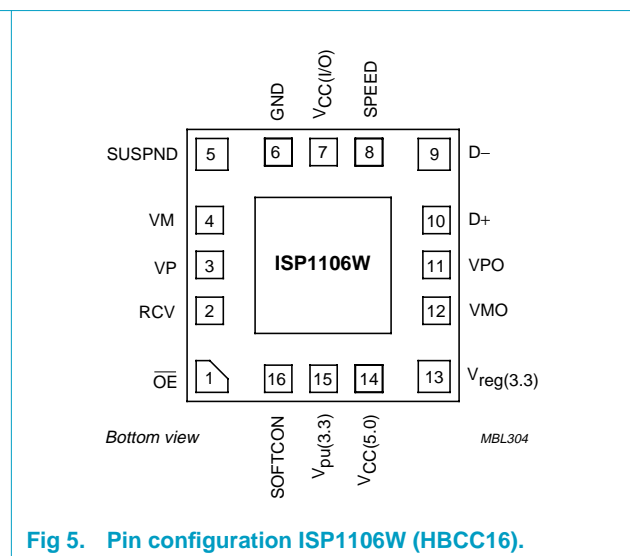 GND
VCC(I/O)
SPEED
SUSPND 5 6 7 8 9 D−
VM 4 10 D+
VP 3 ISP1106W 11 VPO
RCV 2 12 VMO
OE 1 16 15 14 13 Vreg(3.3)
Bottom view
SOFTCON
Vpu(3.3)
VCC(5.0)
MBL304
Fig 5. Pin configuration ISP1106W (HBCC16).